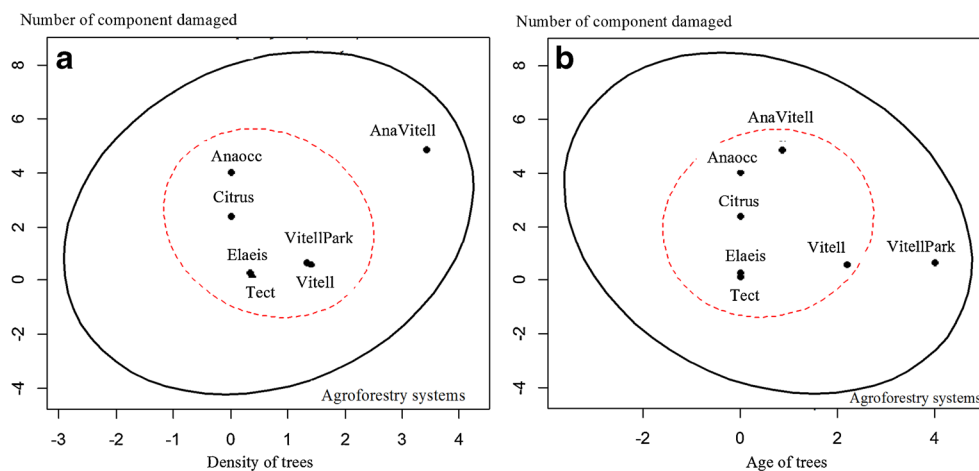 Number of component damaged
a
8
6
4
2
0
-2
-4
AnaVitell
Anaocc
Citrus
VitellPark
Elaeis
Vitell
Tect
Agroforestry systems
-3 -2 -1 0 1 2 3 4
Density of trees
Number of component damaged
b
8
6
4
2
0
-2
-4
AnaVitell
Anaocc
Citrus
Elaeis
Vitell
VitellPark
Tect
Agroforestry systems
-2 0 2 4
Age of trees